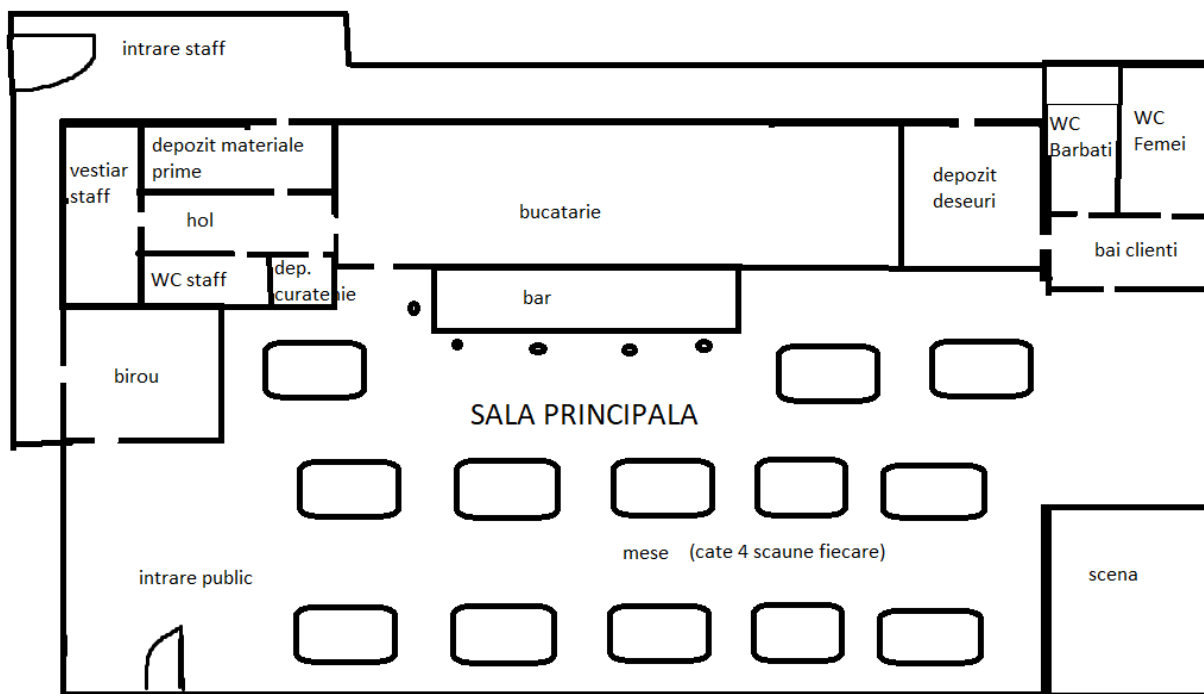 intrare staff
depozit materiale
prime
vestiar
staff
hol
WC staff
dep.
curatenie
bucatarie
bar
depozit
deseuri
WC
Barbati
WC
Femei
bai clienti
birou
SALA PRINCIPALA
mese (cate 4 scaune fiecare)
intrare public
scena